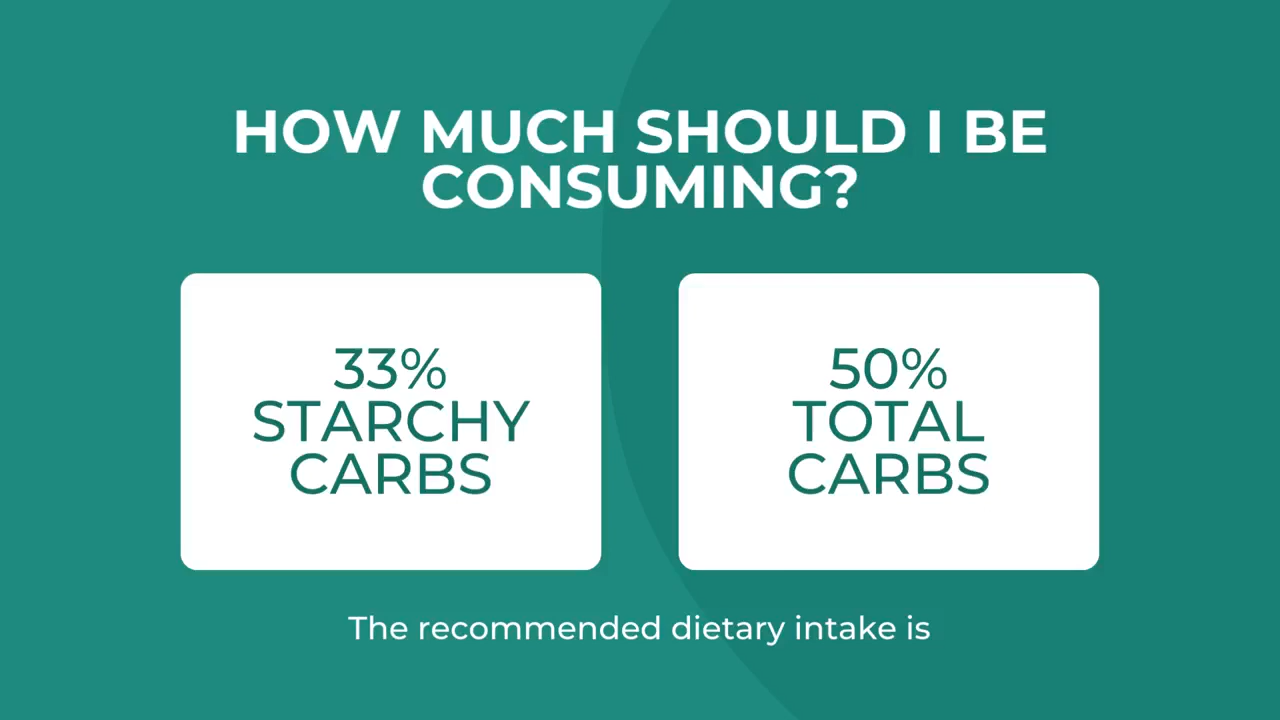 HOW MUCH SHOULD I BE
CONSUMING?
33%
STARCHY
CARBS
50%
TOTAL
CARBS
The recommended dietary intake is